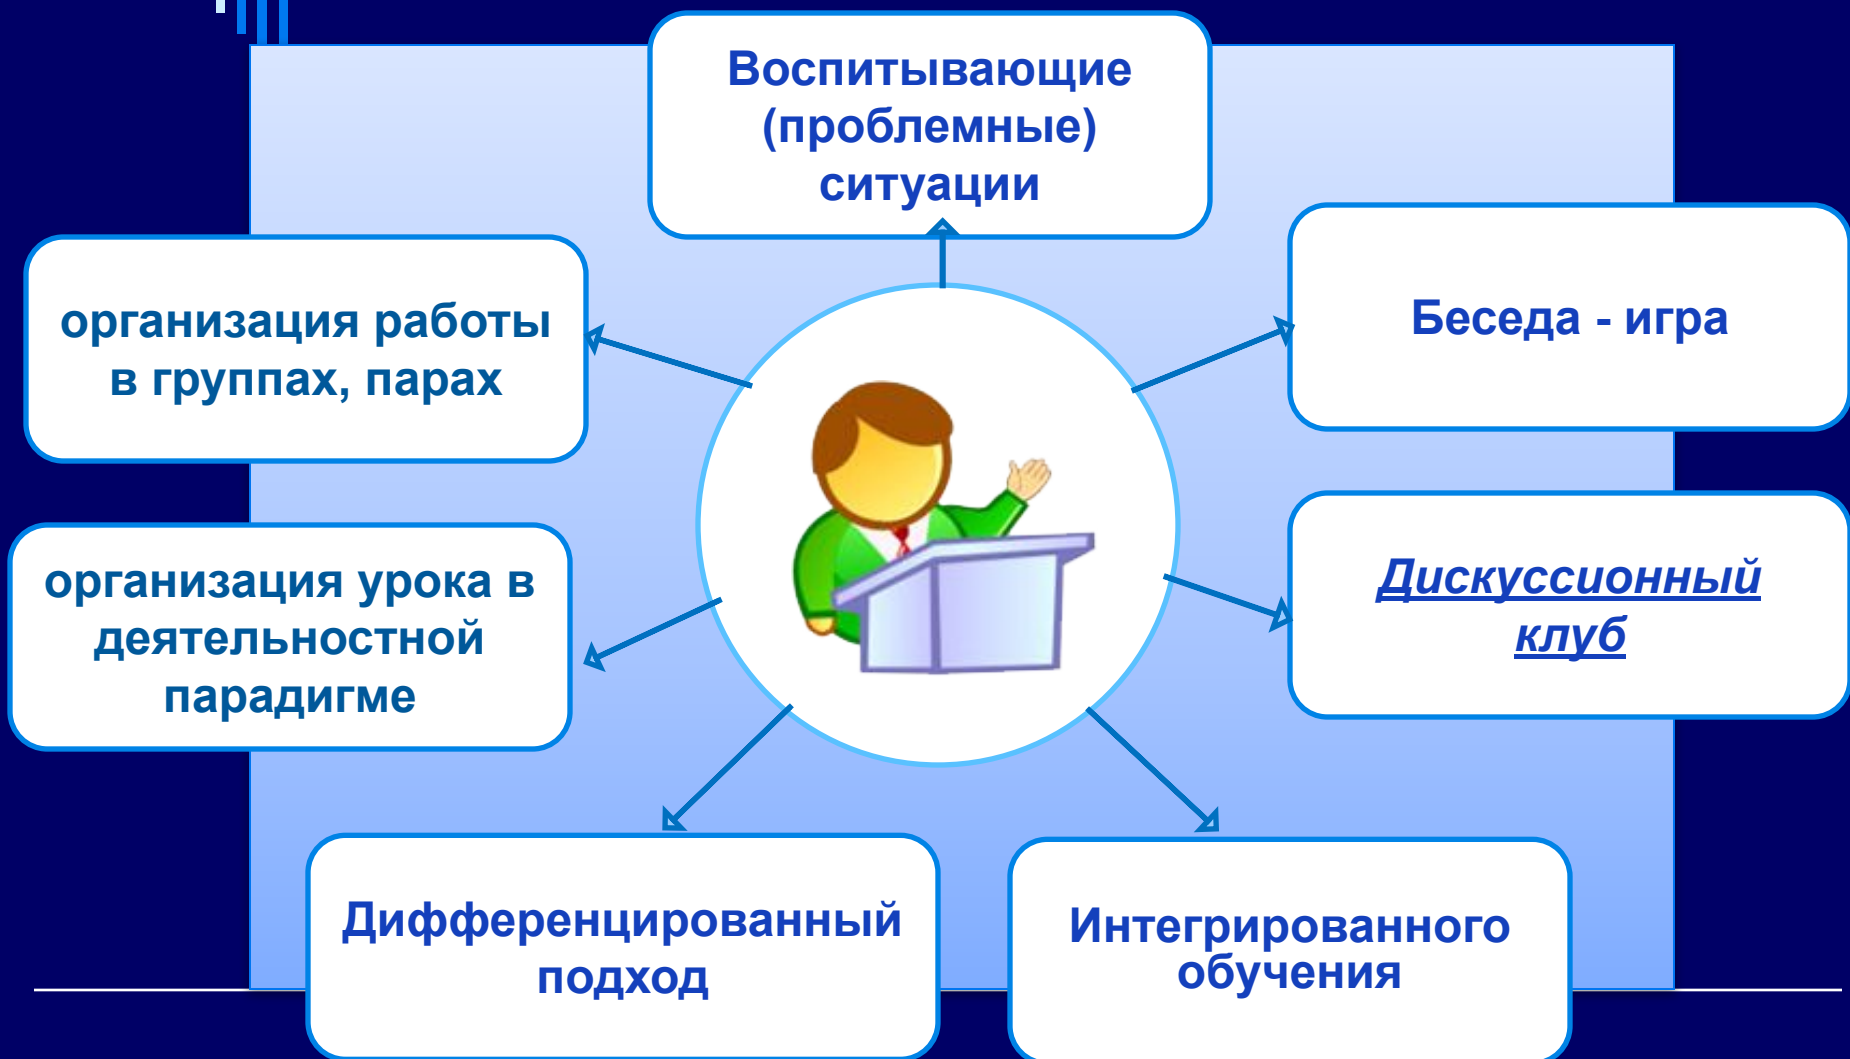 Воспитывающие
(проблемные)
ситуации
организация работы
в группах, парах
Беседа - игра
организация урока в
деятельностной
парадигме
Дискуссионный
клуб
Дифференцированный
подход
Интегрированного
обучения